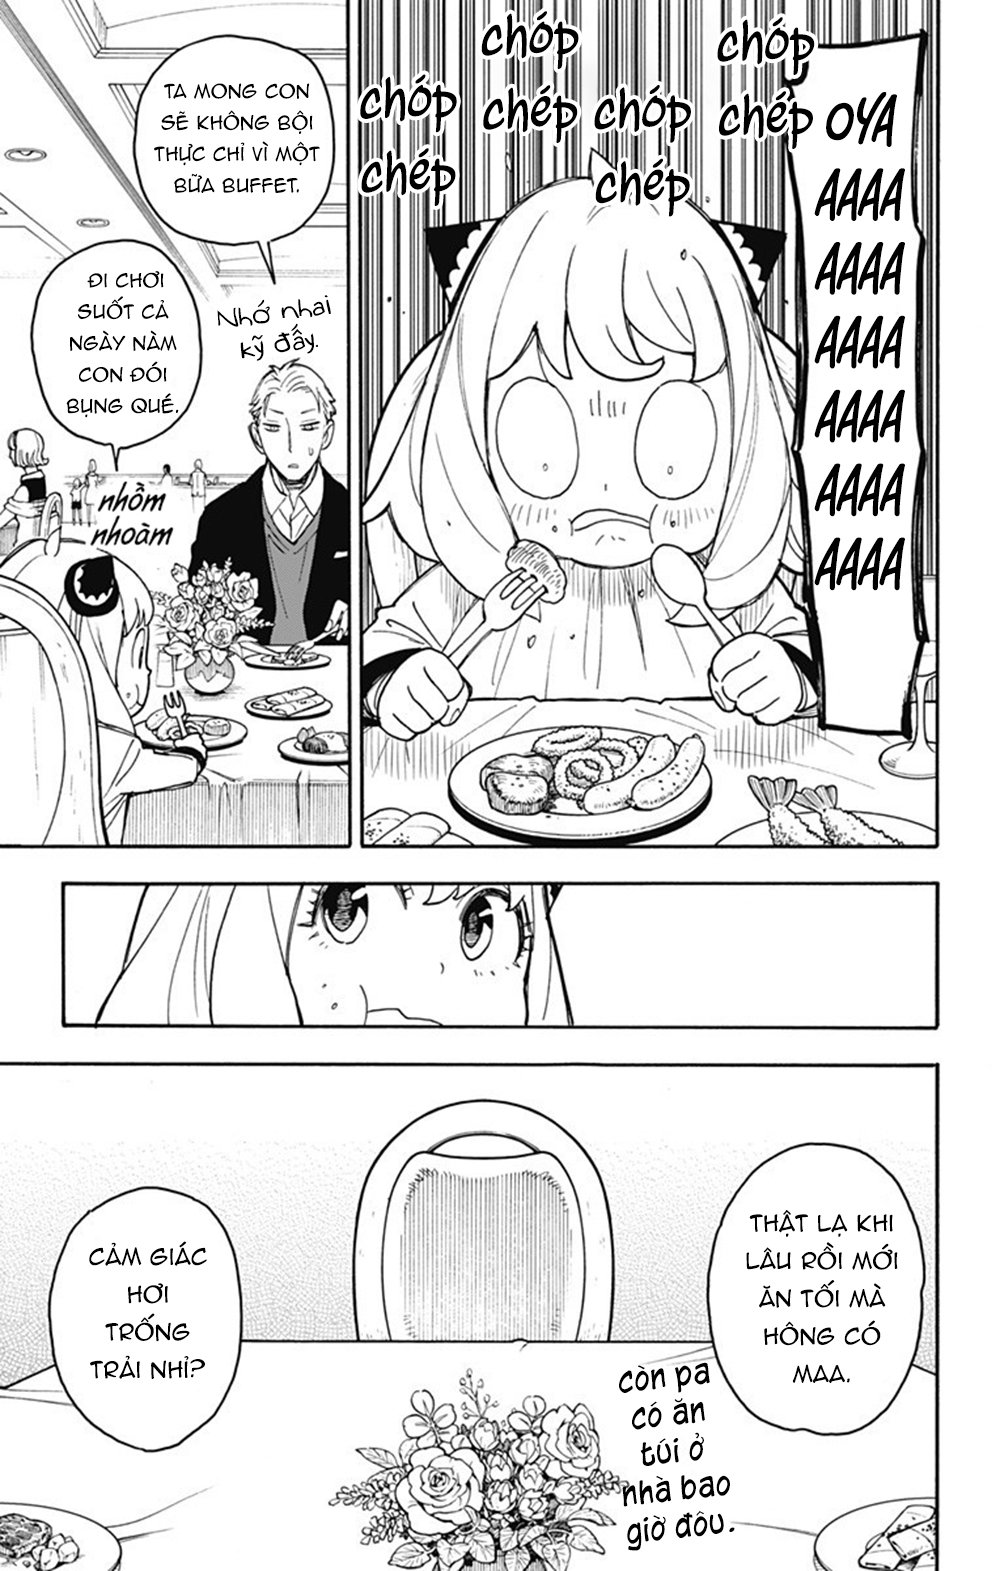 OYA
AAAA
AAAA
AAAA
AAAA
AAAA
AAAA
chóp
chép
chóp
chép
chóp
chép
chóp
chép
TA MONG CON
SẼ KHÔNG BỘI
THỰC CHỈ VÌ MỘT
BỮA BUFFET.
Nhớ nhai
kỹ đấy.
ĐI CHƠI
SUỐT CẢ
NGÀY NÀM
CON ĐÓI
BỤNG QUÉ.
nhồm
nhoàm
THẬT LẠ KHI
LÂU RỒI MỚI
ĂN TỐI MÀ
HÔNG CÓ
MAA.
còn pa
có ăn
túi ở
nhà bao
giờ đâu.
CẢM GIÁC
HƠI
TRỐNG
TRẢI NHỈ?